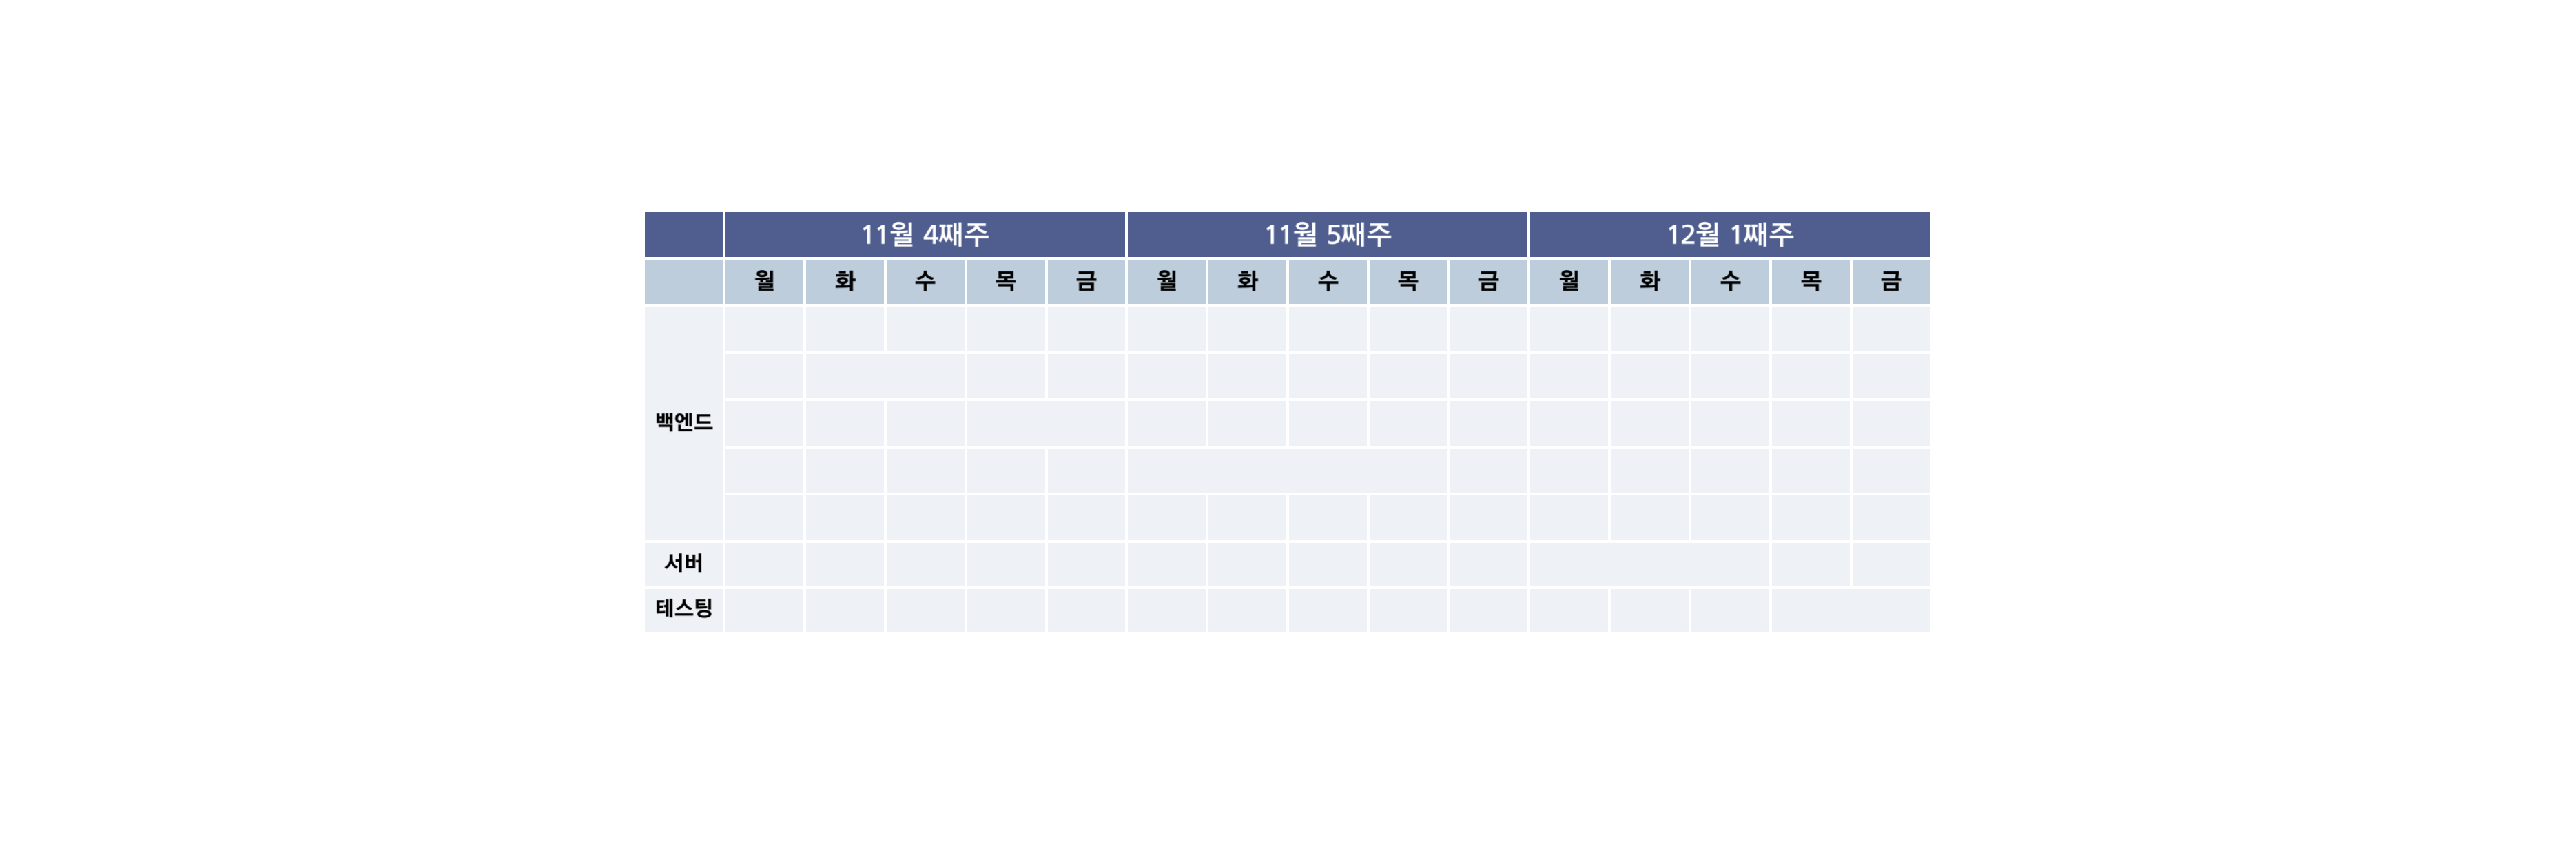 11월 4째주 11월 5째주 12월 1째주
월 화 수 목 금 월 화 수 목 금 월 화 수 목 금
백엔드
서버
테스팅